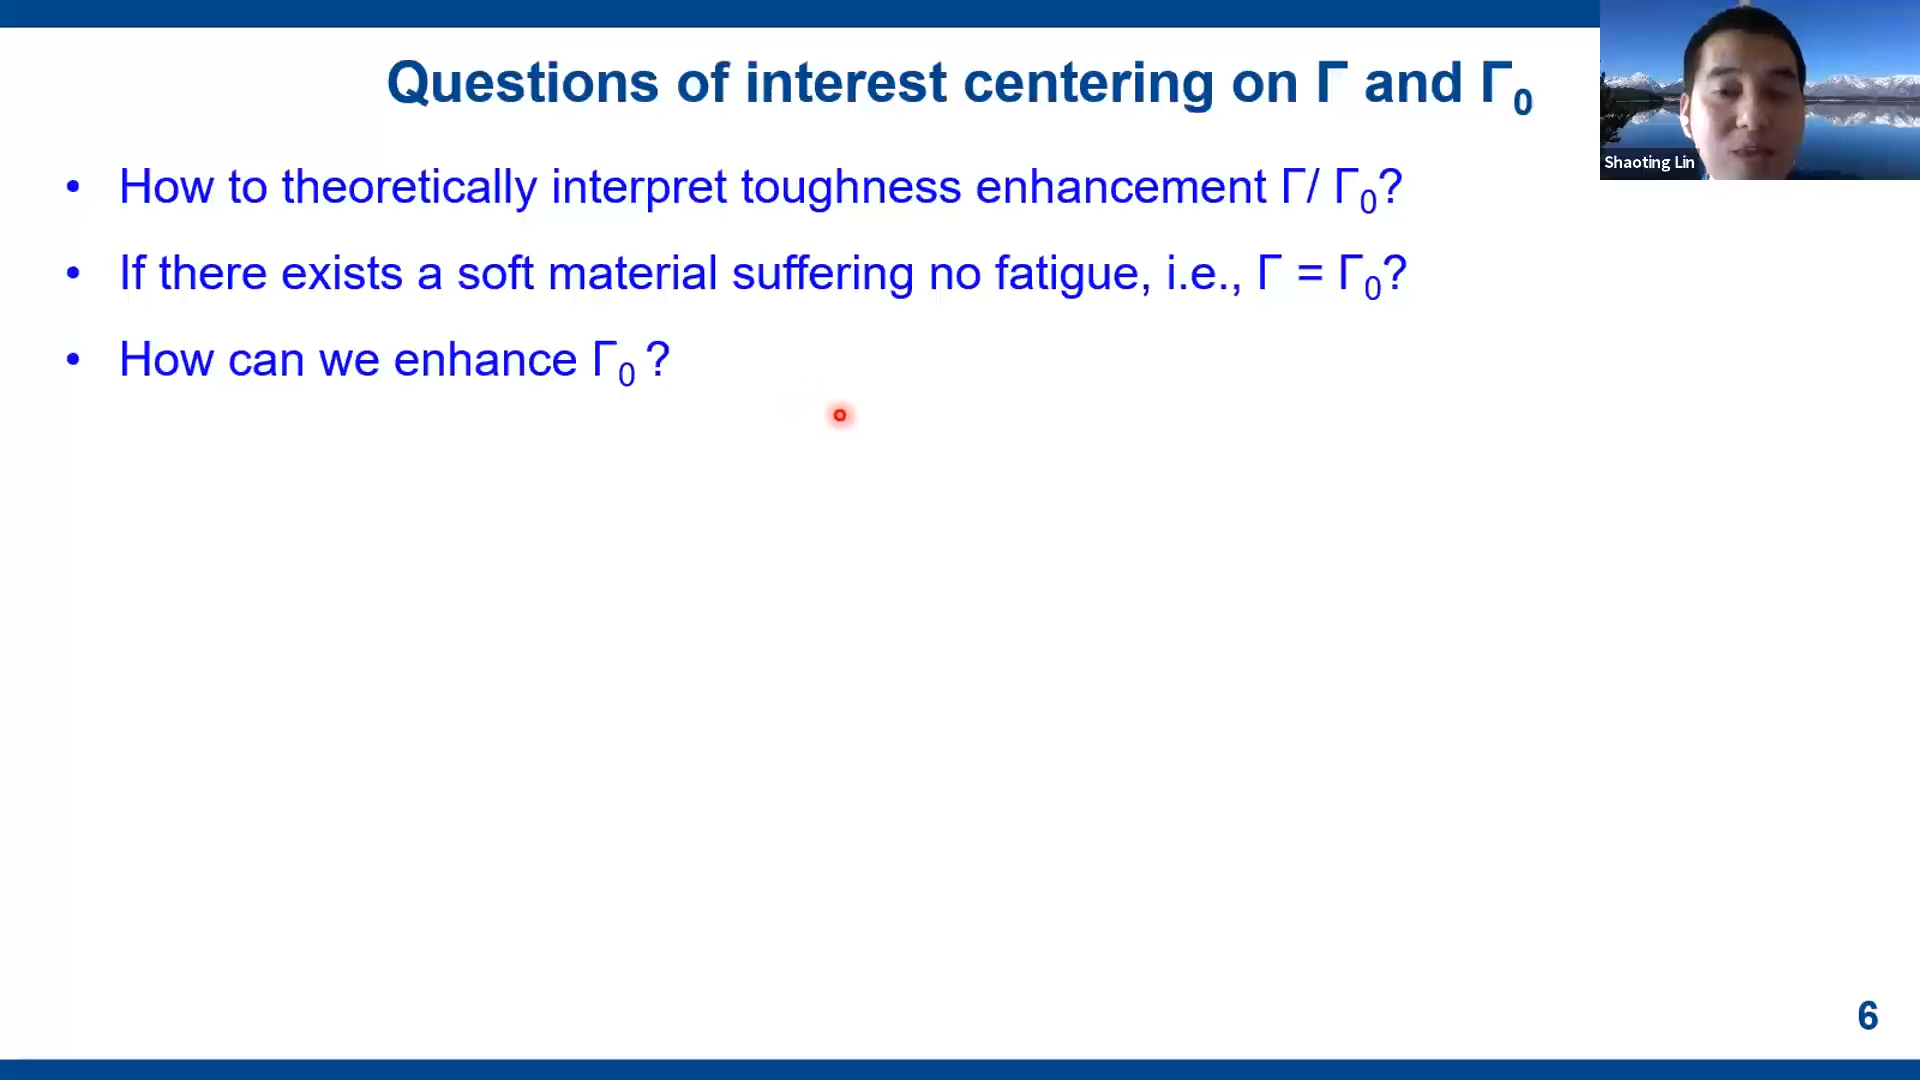 Questions of interest centering on Γ and Γ₀
Shaoting Lin
• How to theoretically interpret toughness enhancement Γ/ Γ₀?
• If there exists a soft material suffering no fatigue, i.e., Γ = Γ₀?
• How can we enhance Γ₀ ?
6